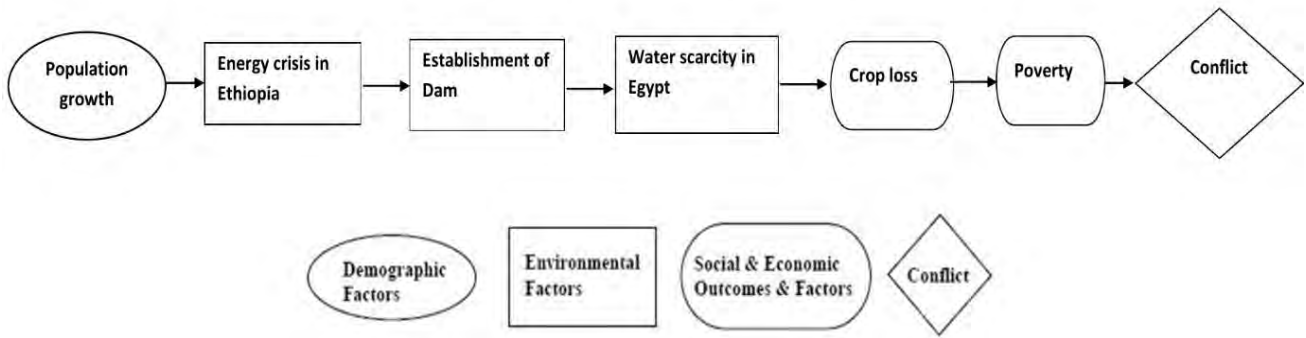 Population
growth
Energy crisis in
Ethiopia
Establishment of
Dam
Water scarcity in
Egypt
Crop loss
Poverty
Conflict
Demographic
Factors
Environmental
Factors
Social & Economic
Outcomes & Factors
Conflict